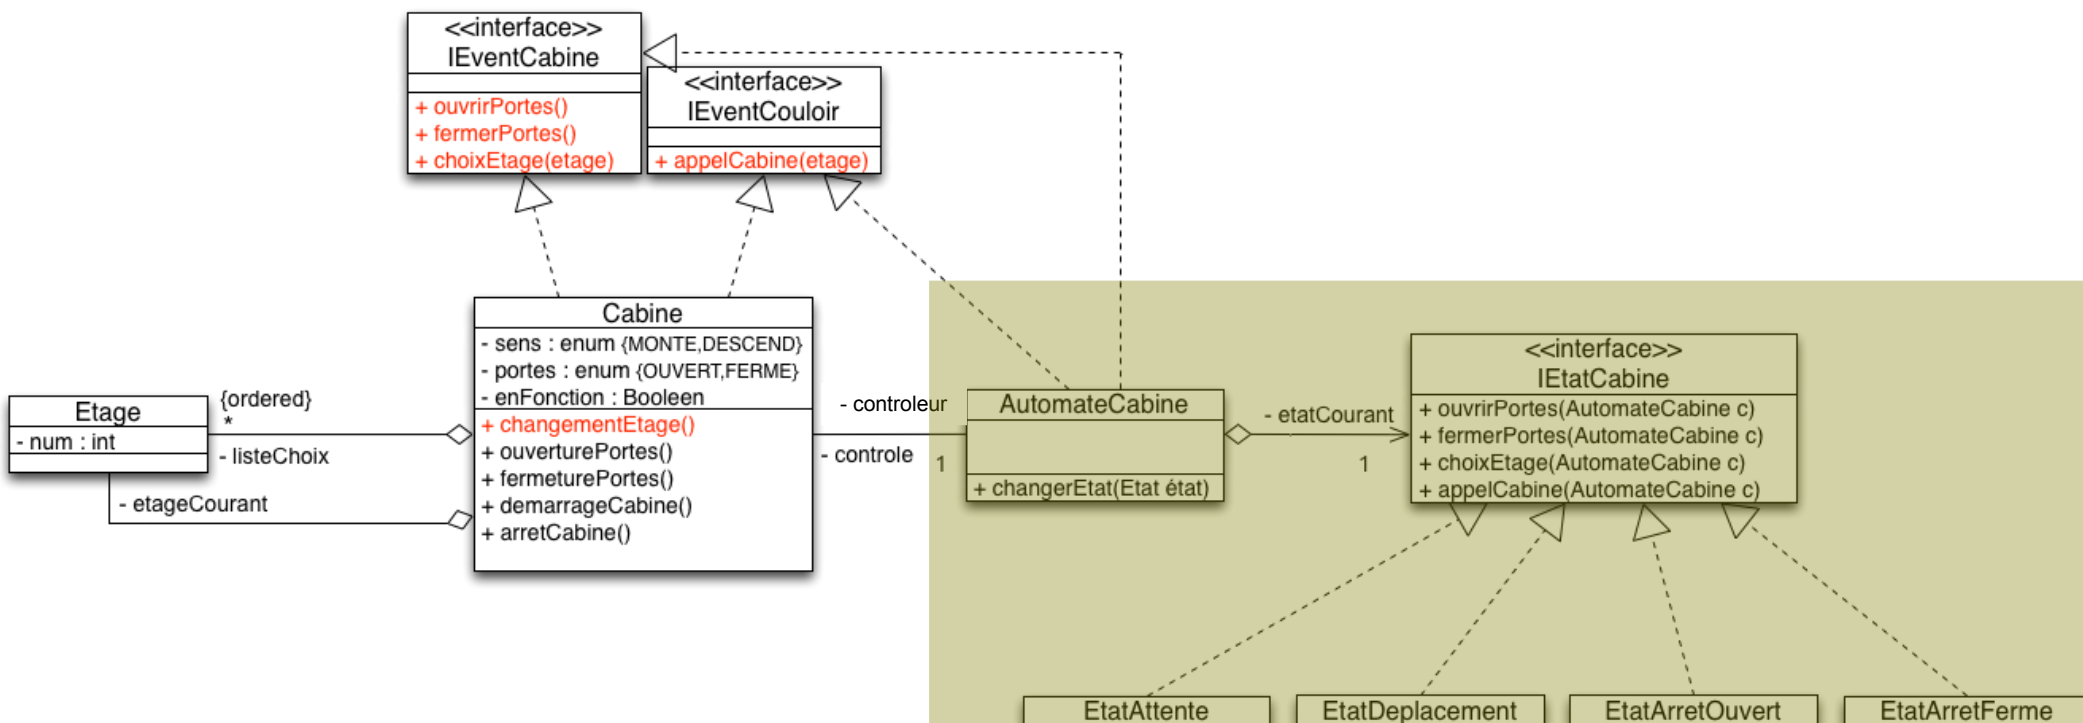 <<interface>>
IEventCabine
+ ouvrirPortes()
+ fermerPortes()
+ choixEtage(etage)
<<interface>>
IEventCouloir
+ appelCabine(etage)
Cabine
- sens : enum {MONTE,DESCEND}
- portes : enum {OUVERT,FERME}
- enFonction : Booleen
+ changementEtage()
+ ouverturePortes()
+ fermeturePortes()
+ demarrageCabine()
+ arretCabine()
Etage
- num : int
{ordered}
*
- listeChoix
- etageCourant
- controleur
- controle
1
AutomateCabine
+ changerEtat(Etat état)
- etatCourant
1
<<interface>>
IEtatCabine
+ ouvrirPortes(AutomateCabine c)
+ fermerPortes(AutomateCabine c)
+ choixEtage(AutomateCabine c)
+ appelCabine(AutomateCabine c)
EtatAttente
EtatDeplacement
EtatArretOuvert
EtatArretFerme